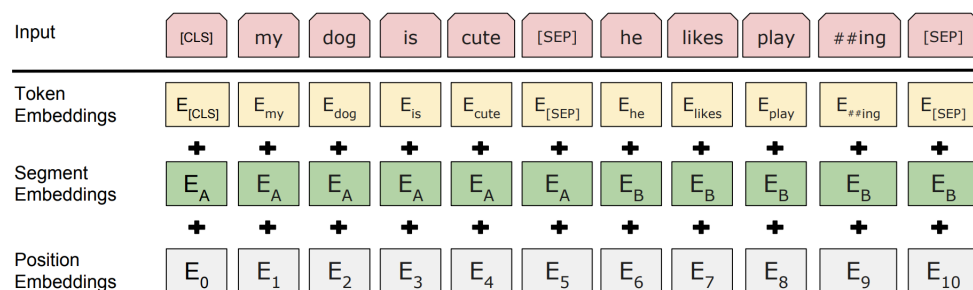 Input [CLS] my dog is cute [SEP] he likes play ##ing [SEP]
Token Embeddings E[CLS] Emy Edog Eis Ecute E[SEP] Ehe Elikes Eplay E##ing E[SEP]
+ + + + + + + + + + +
Segment Embeddings EA EA EA EA EA EA EB EB EB EB EB
+ + + + + + + + + + +
Position Embeddings E0 E1 E2 E3 E4 E5 E6 E7 E8 E9 E10